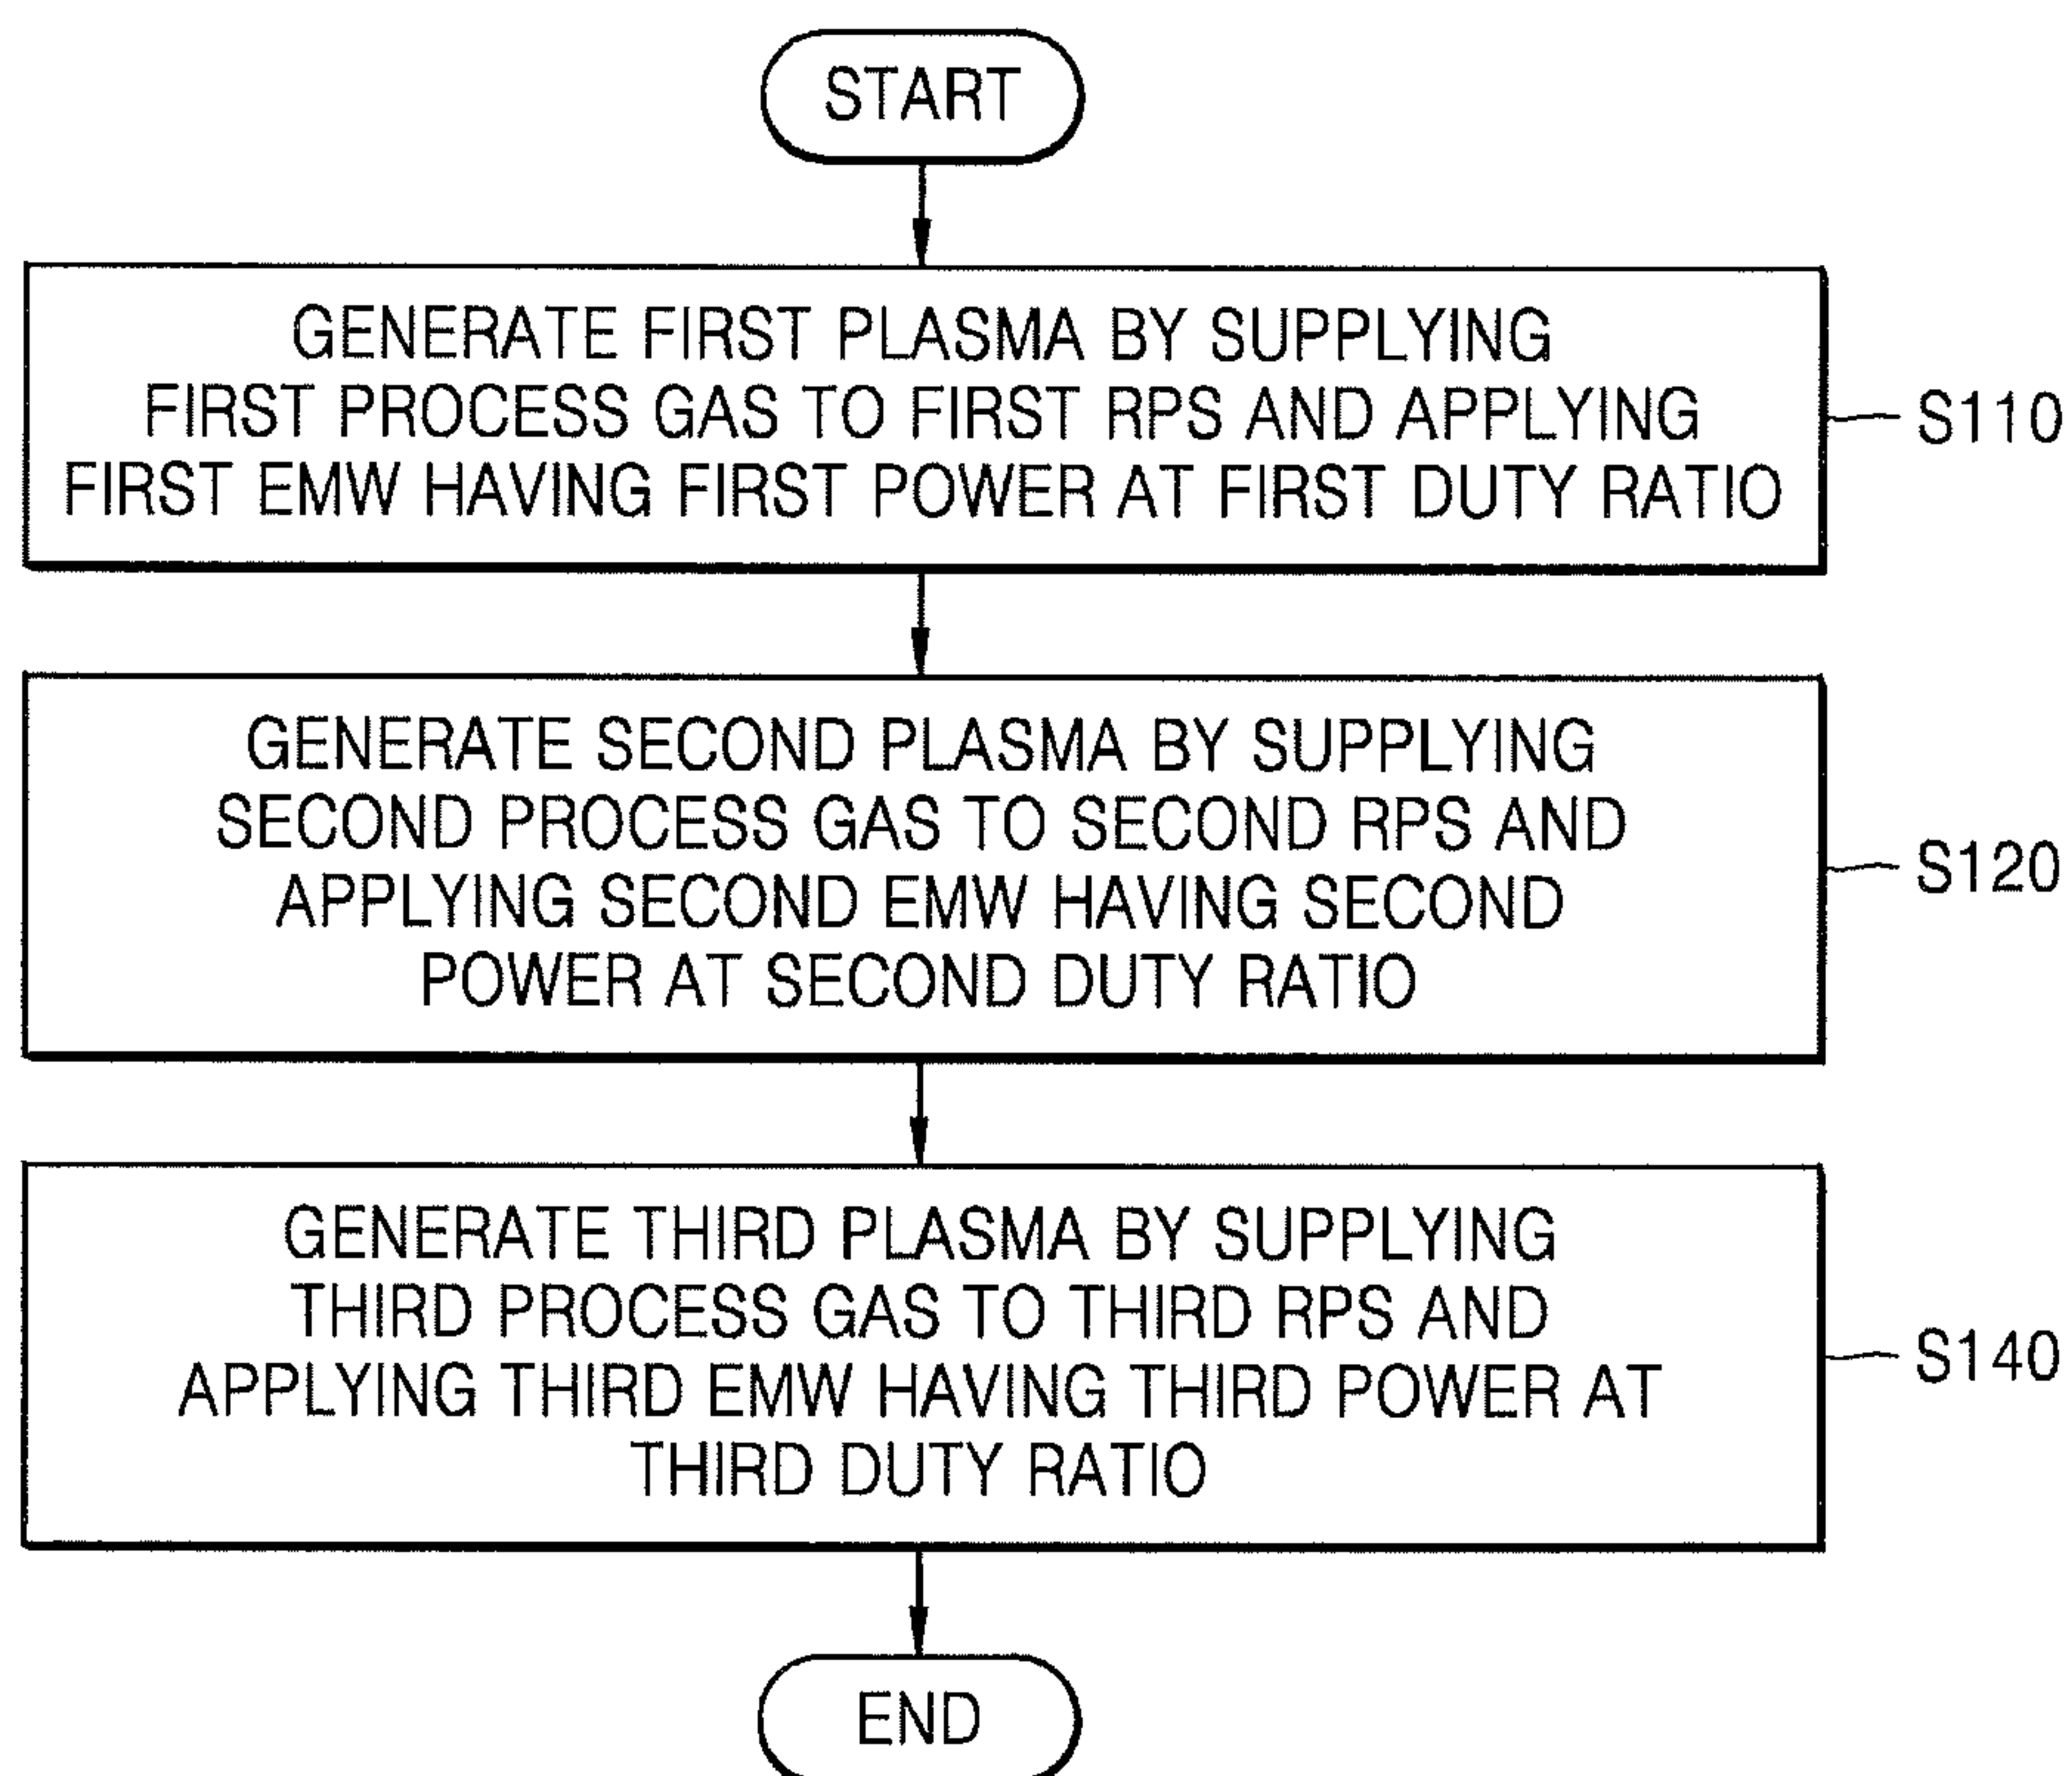 START
GENERATE FIRST PLASMA BY SUPPLYING
FIRST PROCESS GAS TO FIRST RPS AND APPLYING
FIRST EMW HAVING FIRST POWER AT FIRST DUTY RATIO
S110
GENERATE SECOND PLASMA BY SUPPLYING
SECOND PROCESS GAS TO SECOND RPS AND
APPLYING SECOND EMW HAVING SECOND
POWER AT SECOND DUTY RATIO
S120
GENERATE THIRD PLASMA BY SUPPLYING
THIRD PROCESS GAS TO THIRD RPS AND
APPLYING THIRD EMW HAVING THIRD POWER AT
THIRD DUTY RATIO
S140
END